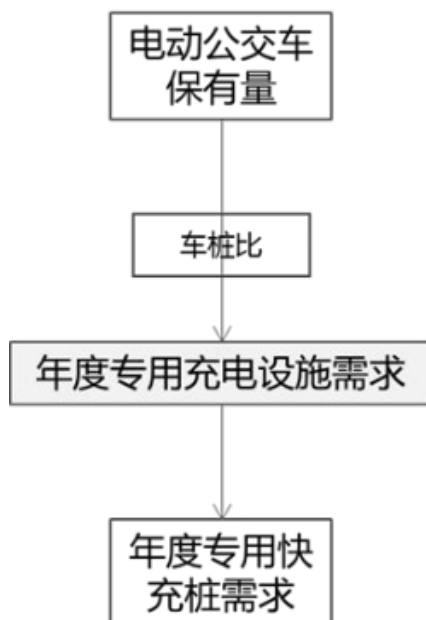 电动公交车
保有量
车桩比
年度专用充电设施需求
年度专用快
充桩需求